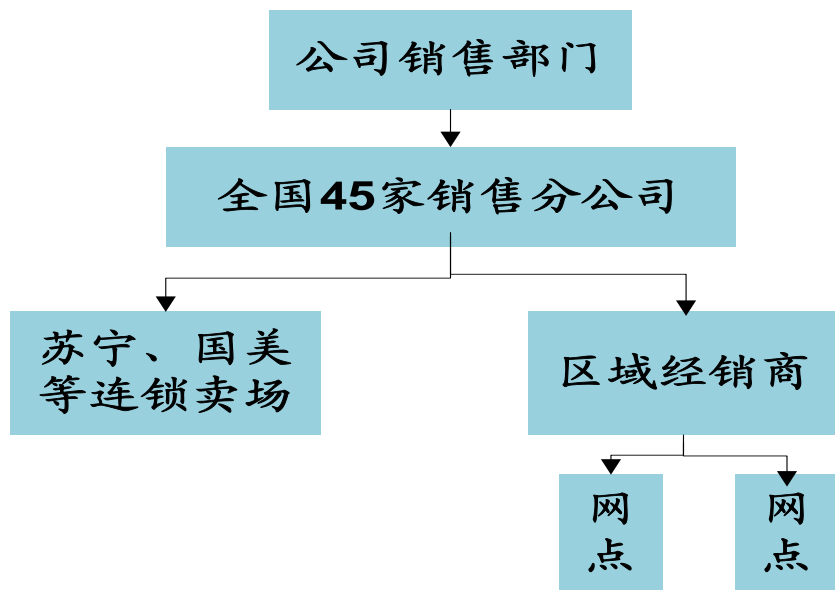 公司销售部门
全国45家销售分公司
苏宁、国美
等连锁卖场
区域经销商
网
点
网
点